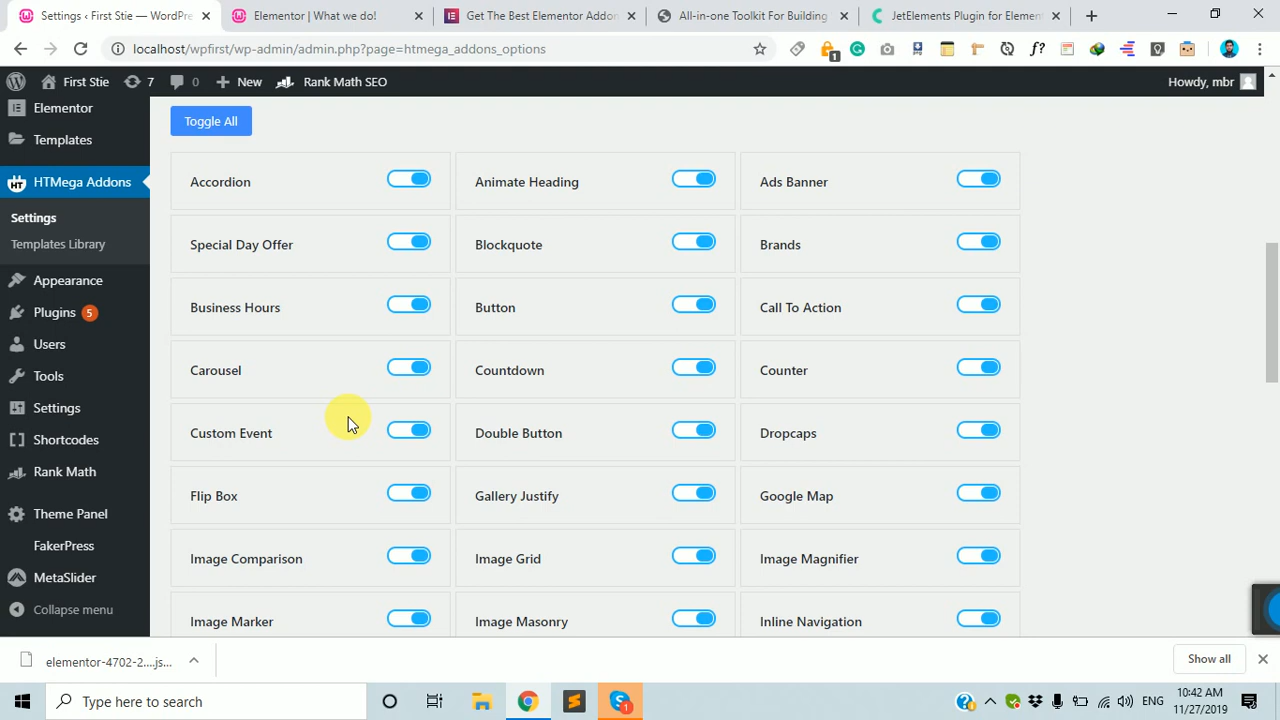 Settings ‹ First Stie — WordPre
Elementor | What we do!
Get The Best Elementor Addon
All-in-one Toolkit For Building
JetElements Plugin for Element
localhost/wpfirst/wp-admin/admin.php?page=htmega_addons_options
1
f?
First Stie
7
0
New
Rank Math SEO
Howdy, mbr
Elementor
Templates
HT
HTMega Addons
Settings
Templates Library
Appearance
Plugins 5
Users
Tools
Settings
Shortcodes
Rank Math
Theme Panel
FakerPress
MetaSlider
Collapse menu
Toggle All
Accordion
Animate Heading
Ads Banner
Special Day Offer
Blockquote
Brands
Business Hours
Button
Call To Action
Carousel
Countdown
Counter
Custom Event
Double Button
Dropcaps
Flip Box
Gallery Justify
Google Map
Image Comparison
Image Grid
Image Magnifier
Image Marker
Image Masonry
Inline Navigation
elementor-4702-2....js...
Show all
Type here to search
1
ENG
10:42 AM
11/27/2019